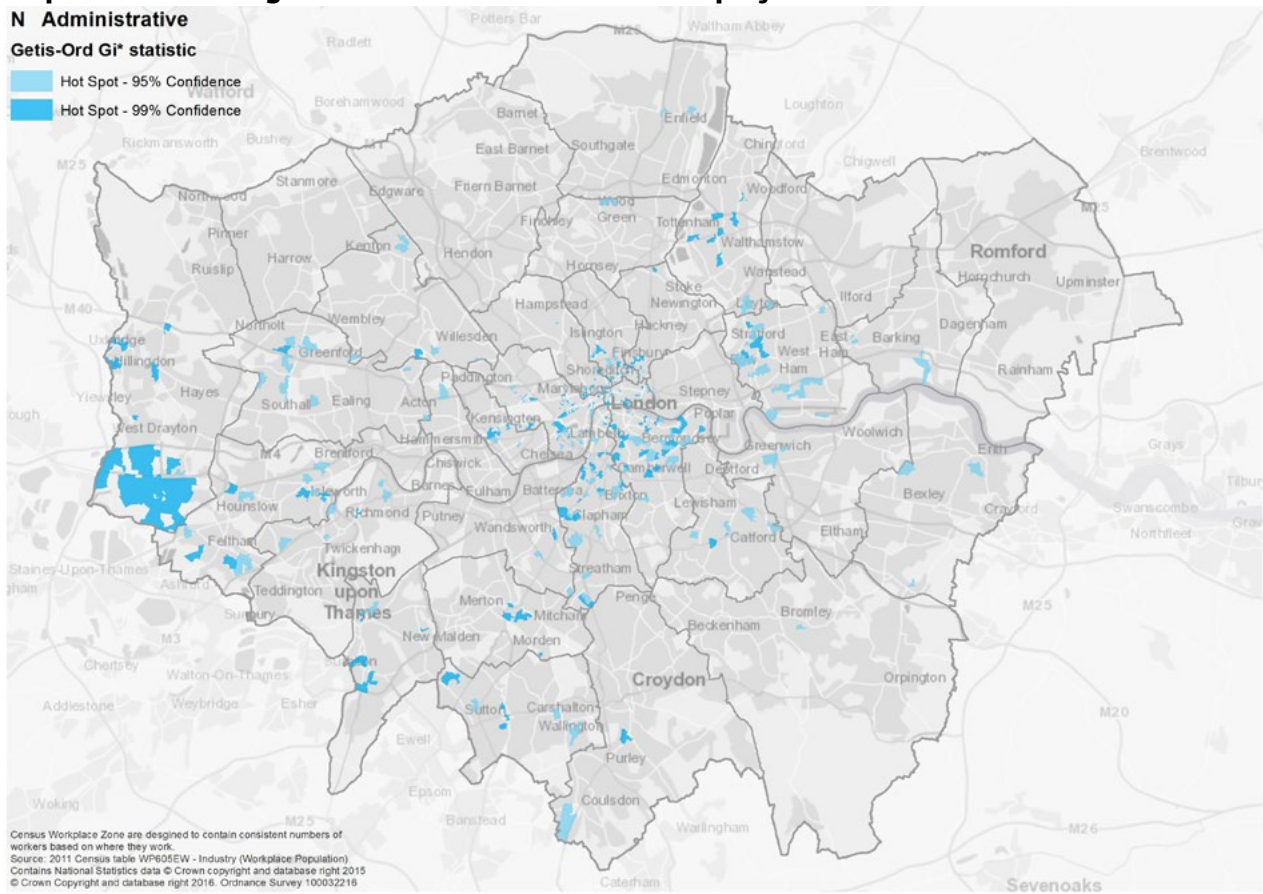 N Administrative
Getis-Ord Gi* statistic
Hot Spot - 95% Confidence
Hot Spot - 99% Confidence
Potters Bar
M25
Waltham Abbey
Radlett
Watford
Borehamwood
Enfield
Loughton
Rickmansworth
Bushey
M1
Barnet
East Barnet
Southgate
Chingford
Chigwell
Brentwood
M25
Stanmore
Edgware
Friern Barnet
Edmonton
Woodford
Northwood
Wood
Green
Finchley
Tottenham
M25
Pinner
Kenton
Harrow
Hendon
Walthamstow
Romford
Ruislip
Hornsey
Wanstead
Hornchurch
Upminster
M40
Stoke
Newington
Leyton
Ilford
Hampstead
Northolt
Wembley
Willesden
Islington
Hackney
Stratford
East
Ham
Barking
Dagenham
Uxbridge
Hillingdon
Greenford
Finsbury
West
Ham
Rainham
Hayes
Paddington
Shoreditch
Marylebone
Stepney
Yiewsley
Southall
Ealing
Acton
London
Poplar
West Drayton
Kensington
Lambeth
Bermondsey
Woolwich
Hammersmith
Greenwich
Erith
Grays
M4
Brentford
Chelsea
Camberwell
Deptford
Chiswick
Isleworth
Barnes
Fulham
Battersea
Brixton
Lewisham
Bexley
Crayford
Tilbury
Hounslow
Richmond
Putney
Wandsworth
Clapham
Eltham
Catford
Swanscombe
Northfleet
Feltham
Twickenham
Staines-Upon-Thames
Ashford
Kingston
upon
Thames
Streatham
Teddington
Sunbury
Merton
Mitcham
Penge
Beckenham
Bromley
M25
M3
New Malden
Morden
Chertsey
Walton-On-Thames
Surbiton
Croydon
Orpington
Addlestone
Weybridge
Esher
Sutton
Carshalton
Wallington
M20
Ewell
Purley
Epsom
Coulsdon
Woking
M25
Banstead
Warlingham
M26
Caterham
Sevenoaks
Census Workplace Zone are desgined to contain consistent numbers of
workers based on where they work.
Source: 2011 Census table WP605EW - Industry (Workplace Population)
Contains National Statistics data © Crown copyright and database right 2015
© Crown Copyright and database right 2016. Ordnance Survey 100032216